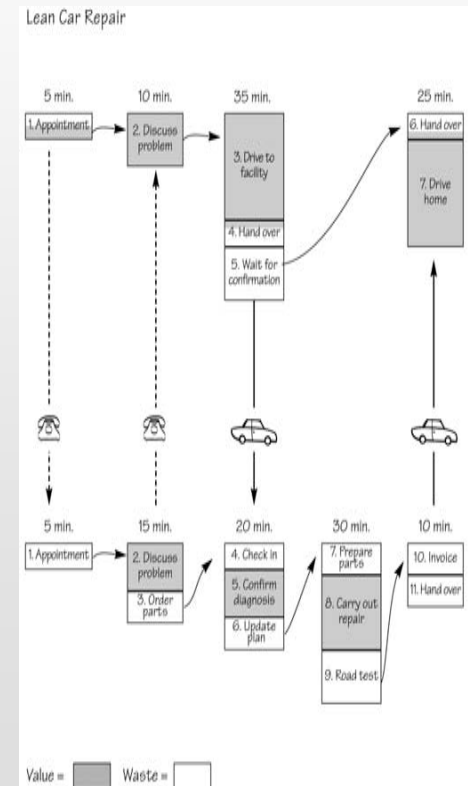 Lean Car Repair
5 min.
10 min.
35 min.
25 min.
1. Appointment
2. Discuss
problem
3. Drive to
facility
4. Hand over
5. Wait for
confirmation
6. Hand over
7. Drive
home
5 min.
15 min.
20 min.
30 min.
10 min.
1. Appointment
2. Discuss
problem
3. Order
parts
4. Check in
5. Confirm
diagnosis
6. Update
plan
7. Prepare
parts
8. Carry out
repair
9. Road test
10. Invoice
11. Hand over
Value =
Waste =